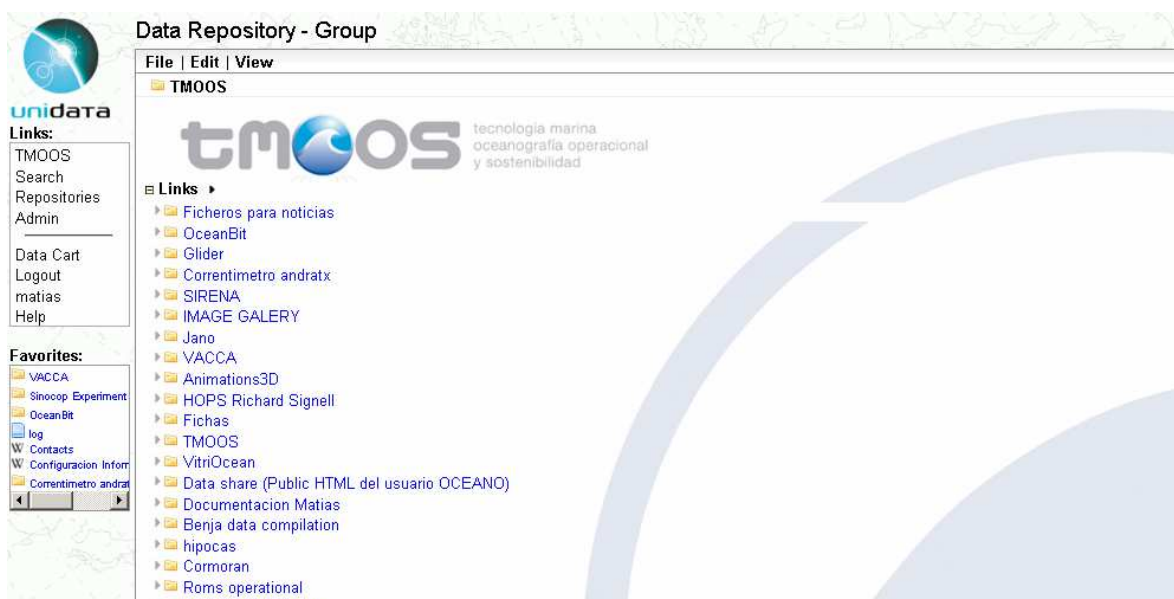 Data Repository - Group
File | Edit | View
TMOOS
unidata
Links:
TMOOS
Search
Repositories
Admin
Data Cart
Logout
matias
Help
Favorites:
VACCA
Sinocop Experiment
OceanBit
log
Contacts
Configuracion Inform
Correntimetro andrat
tmoos
tecnologia marina
oceanografía operacional
y sostenibilidad
Links
Ficheros para noticias
OceanBit
Glider
Correntimetro andratx
SIRENA
IMAGE GALERY
Jano
VACCA
Animations3D
HOPS Richard Signell
Fichas
TMOOS
VitriOcean
Data share (Public HTML del usuario OCEANO)
Documentacion Matias
Benja data compilation
hipocas
Cormoran
Roms operational